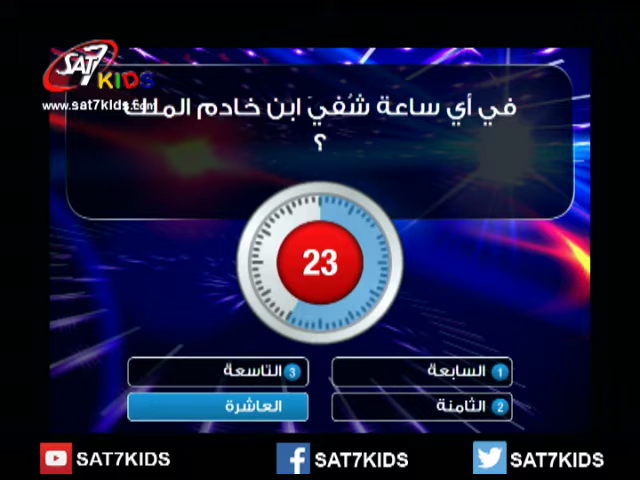 SAT7
KIDS
www.sat7kids.com
في أي ساعة شُفيَ ابن خادم الملك
؟
23
1 السابعة
3 التاسعة
2 الثامنة
العاشرة
SAT7KIDS
SAT7KIDS
SAT7KIDS